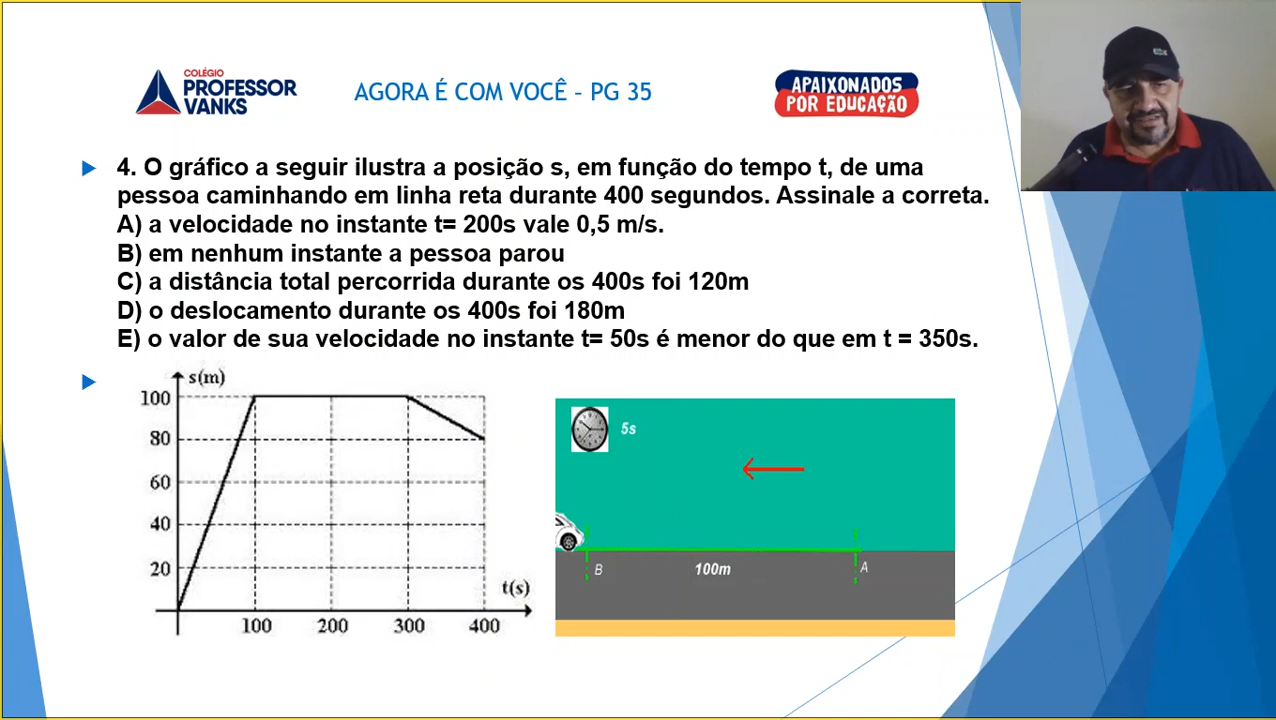 COLÉGIO
PROFESSOR
VANKS
AGORA É COM VOCÊ – PG 35
APAIXONADOS
POR EDUCAÇÃO
4. O gráfico a seguir ilustra a posição s, em função do tempo t, de uma
pessoa caminhando em linha reta durante 400 segundos. Assinale a correta.
A) a velocidade no instante t= 200s vale 0,5 m/s.
B) em nenhum instante a pessoa parou
C) a distância total percorrida durante os 400s foi 120m
D) o deslocamento durante os 400s foi 180m
E) o valor de sua velocidade no instante t= 50s é menor do que em t = 350s.
s(m)
100
80
60
40
20
t(s)
100 200 300 400
5s
B 100m A